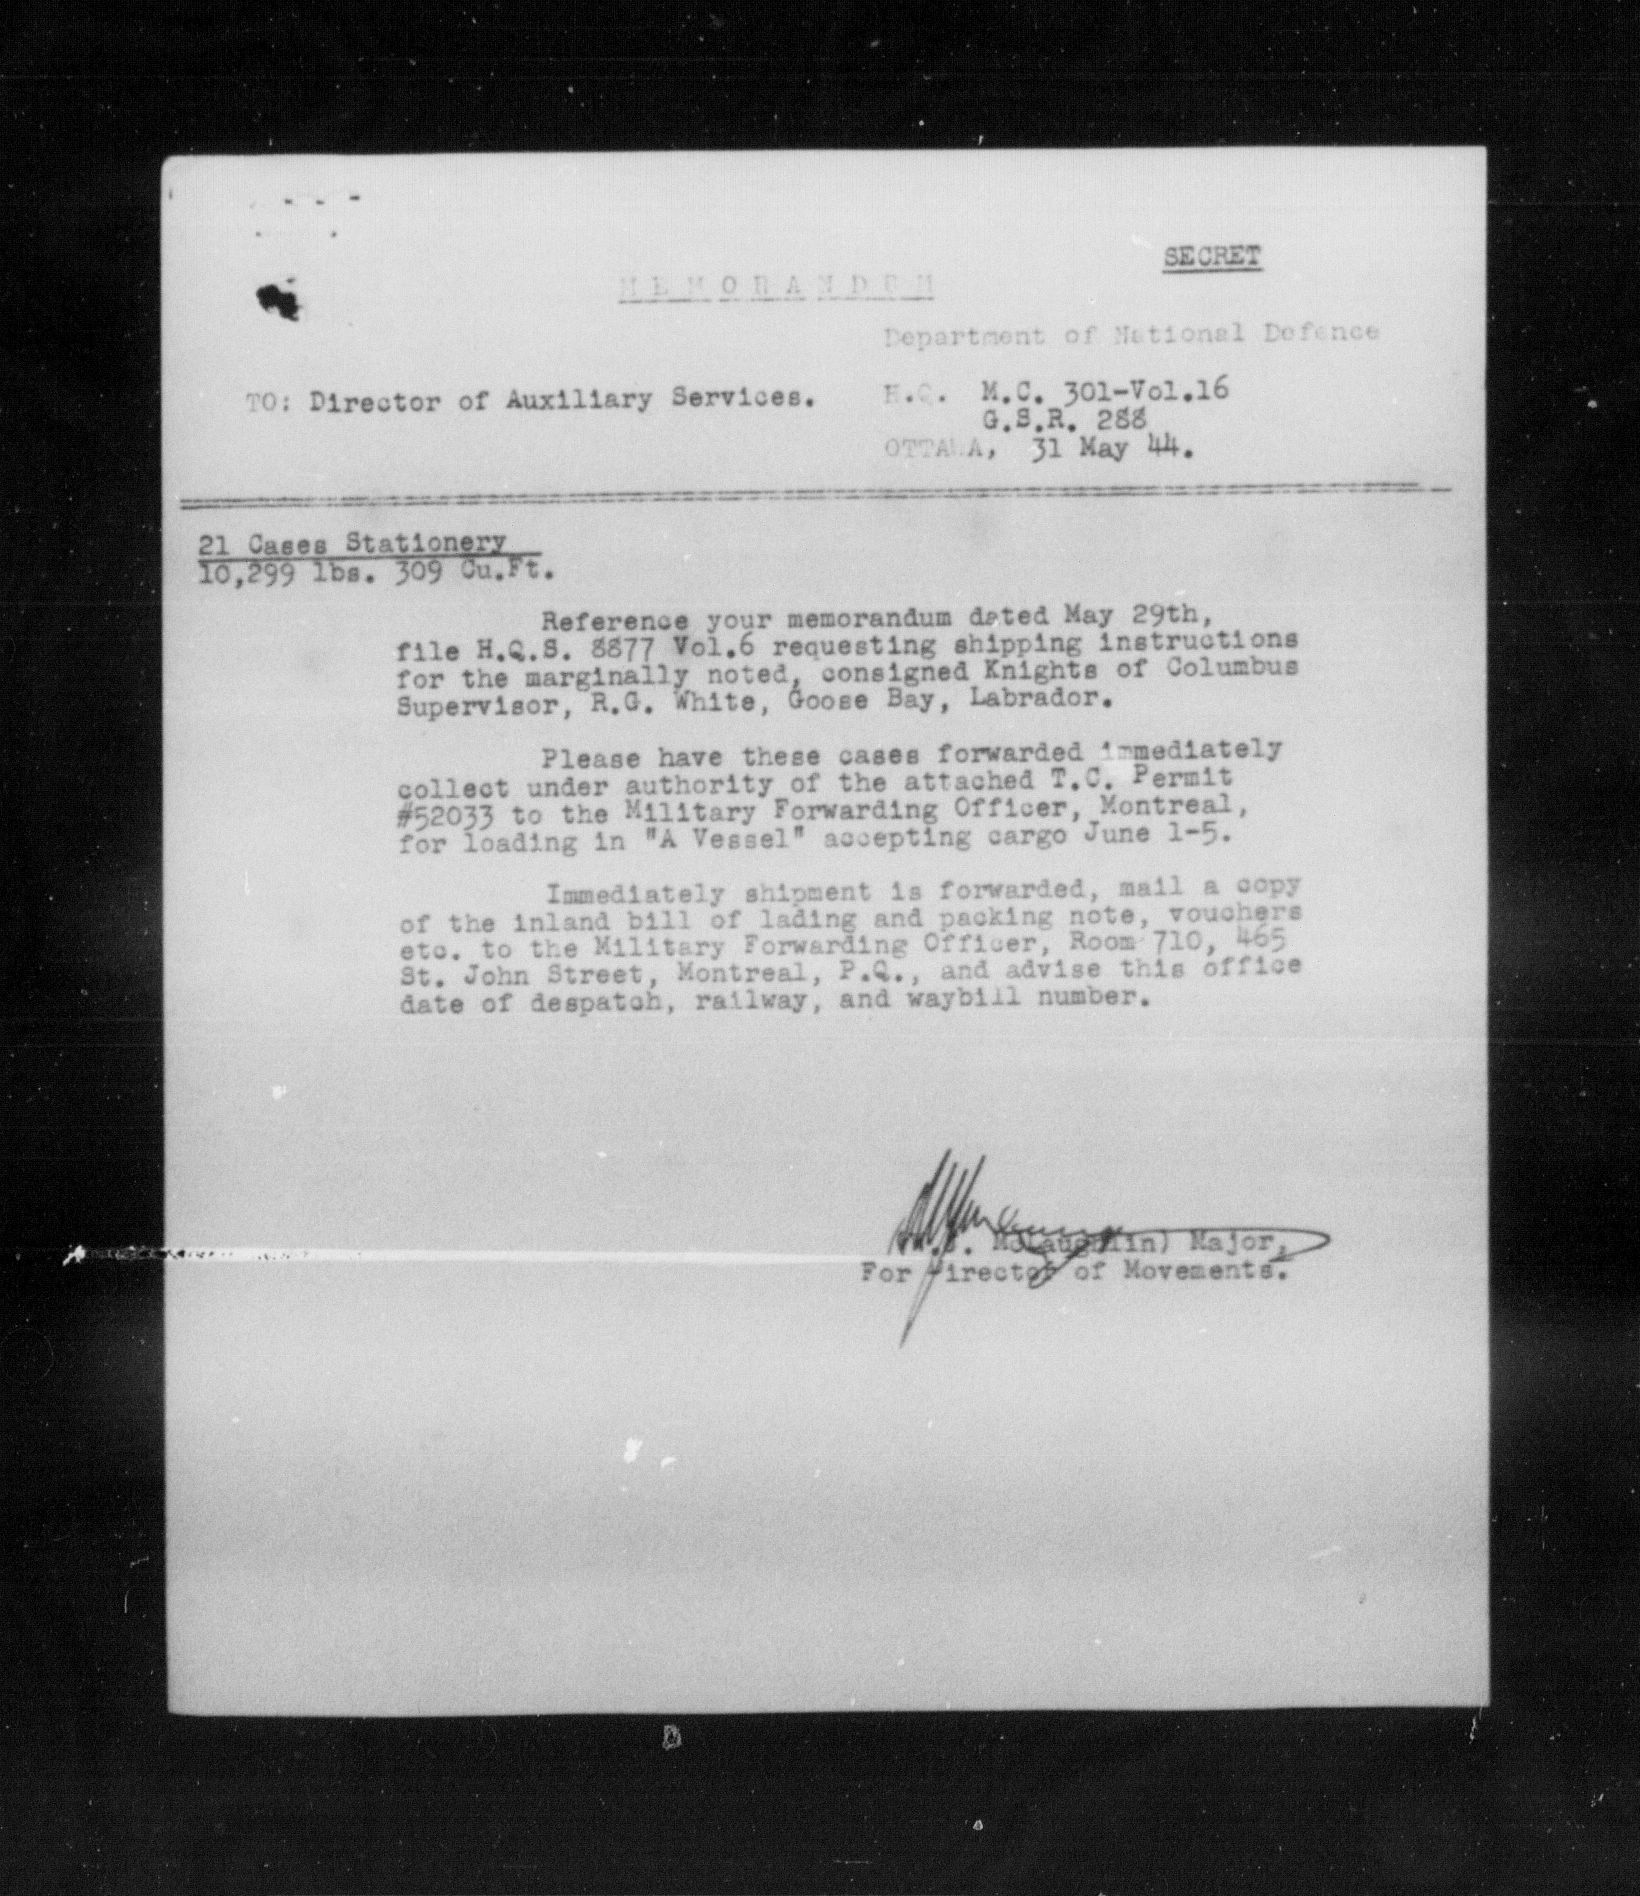 SECRET
MEMORANDUM
Department of National Defence
TO: Director of Auxiliary Services.
H.Q. M.C. 301-Vol.16
G.S.R. 288
OTTAWA, 31 May 44.
21 Cases Stationery
10,299 lbs. 309 Cu.Ft.
Reference your memorandum dated May 29th,
file H.Q.S. 8877 Vol.6 requesting shipping instructions
for the marginally noted, consigned Knights of Columbus
Supervisor, R.G. White, Goose Bay, Labrador.
Please have these cases forwarded immediately
collect under authority of the attached T.C. Permit
#52033 to the Military Forwarding Officer, Montreal,
for loading in "A Vessel" accepting cargo June 1-5.
Immediately shipment is forwarded, mail a copy
of the inland bill of lading and packing note, vouchers
etc. to the Military Forwarding Officer, Room 710, 465
St. John Street, Montreal, P.Q., and advise this office
date of despatch, railway, and waybill number.
McLaughlin) Major,
For Director of Movements.